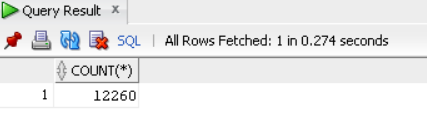 Query Result x
SQL | All Rows Fetched: 1 in 0.274 seconds
COUNT(*)
1 12260